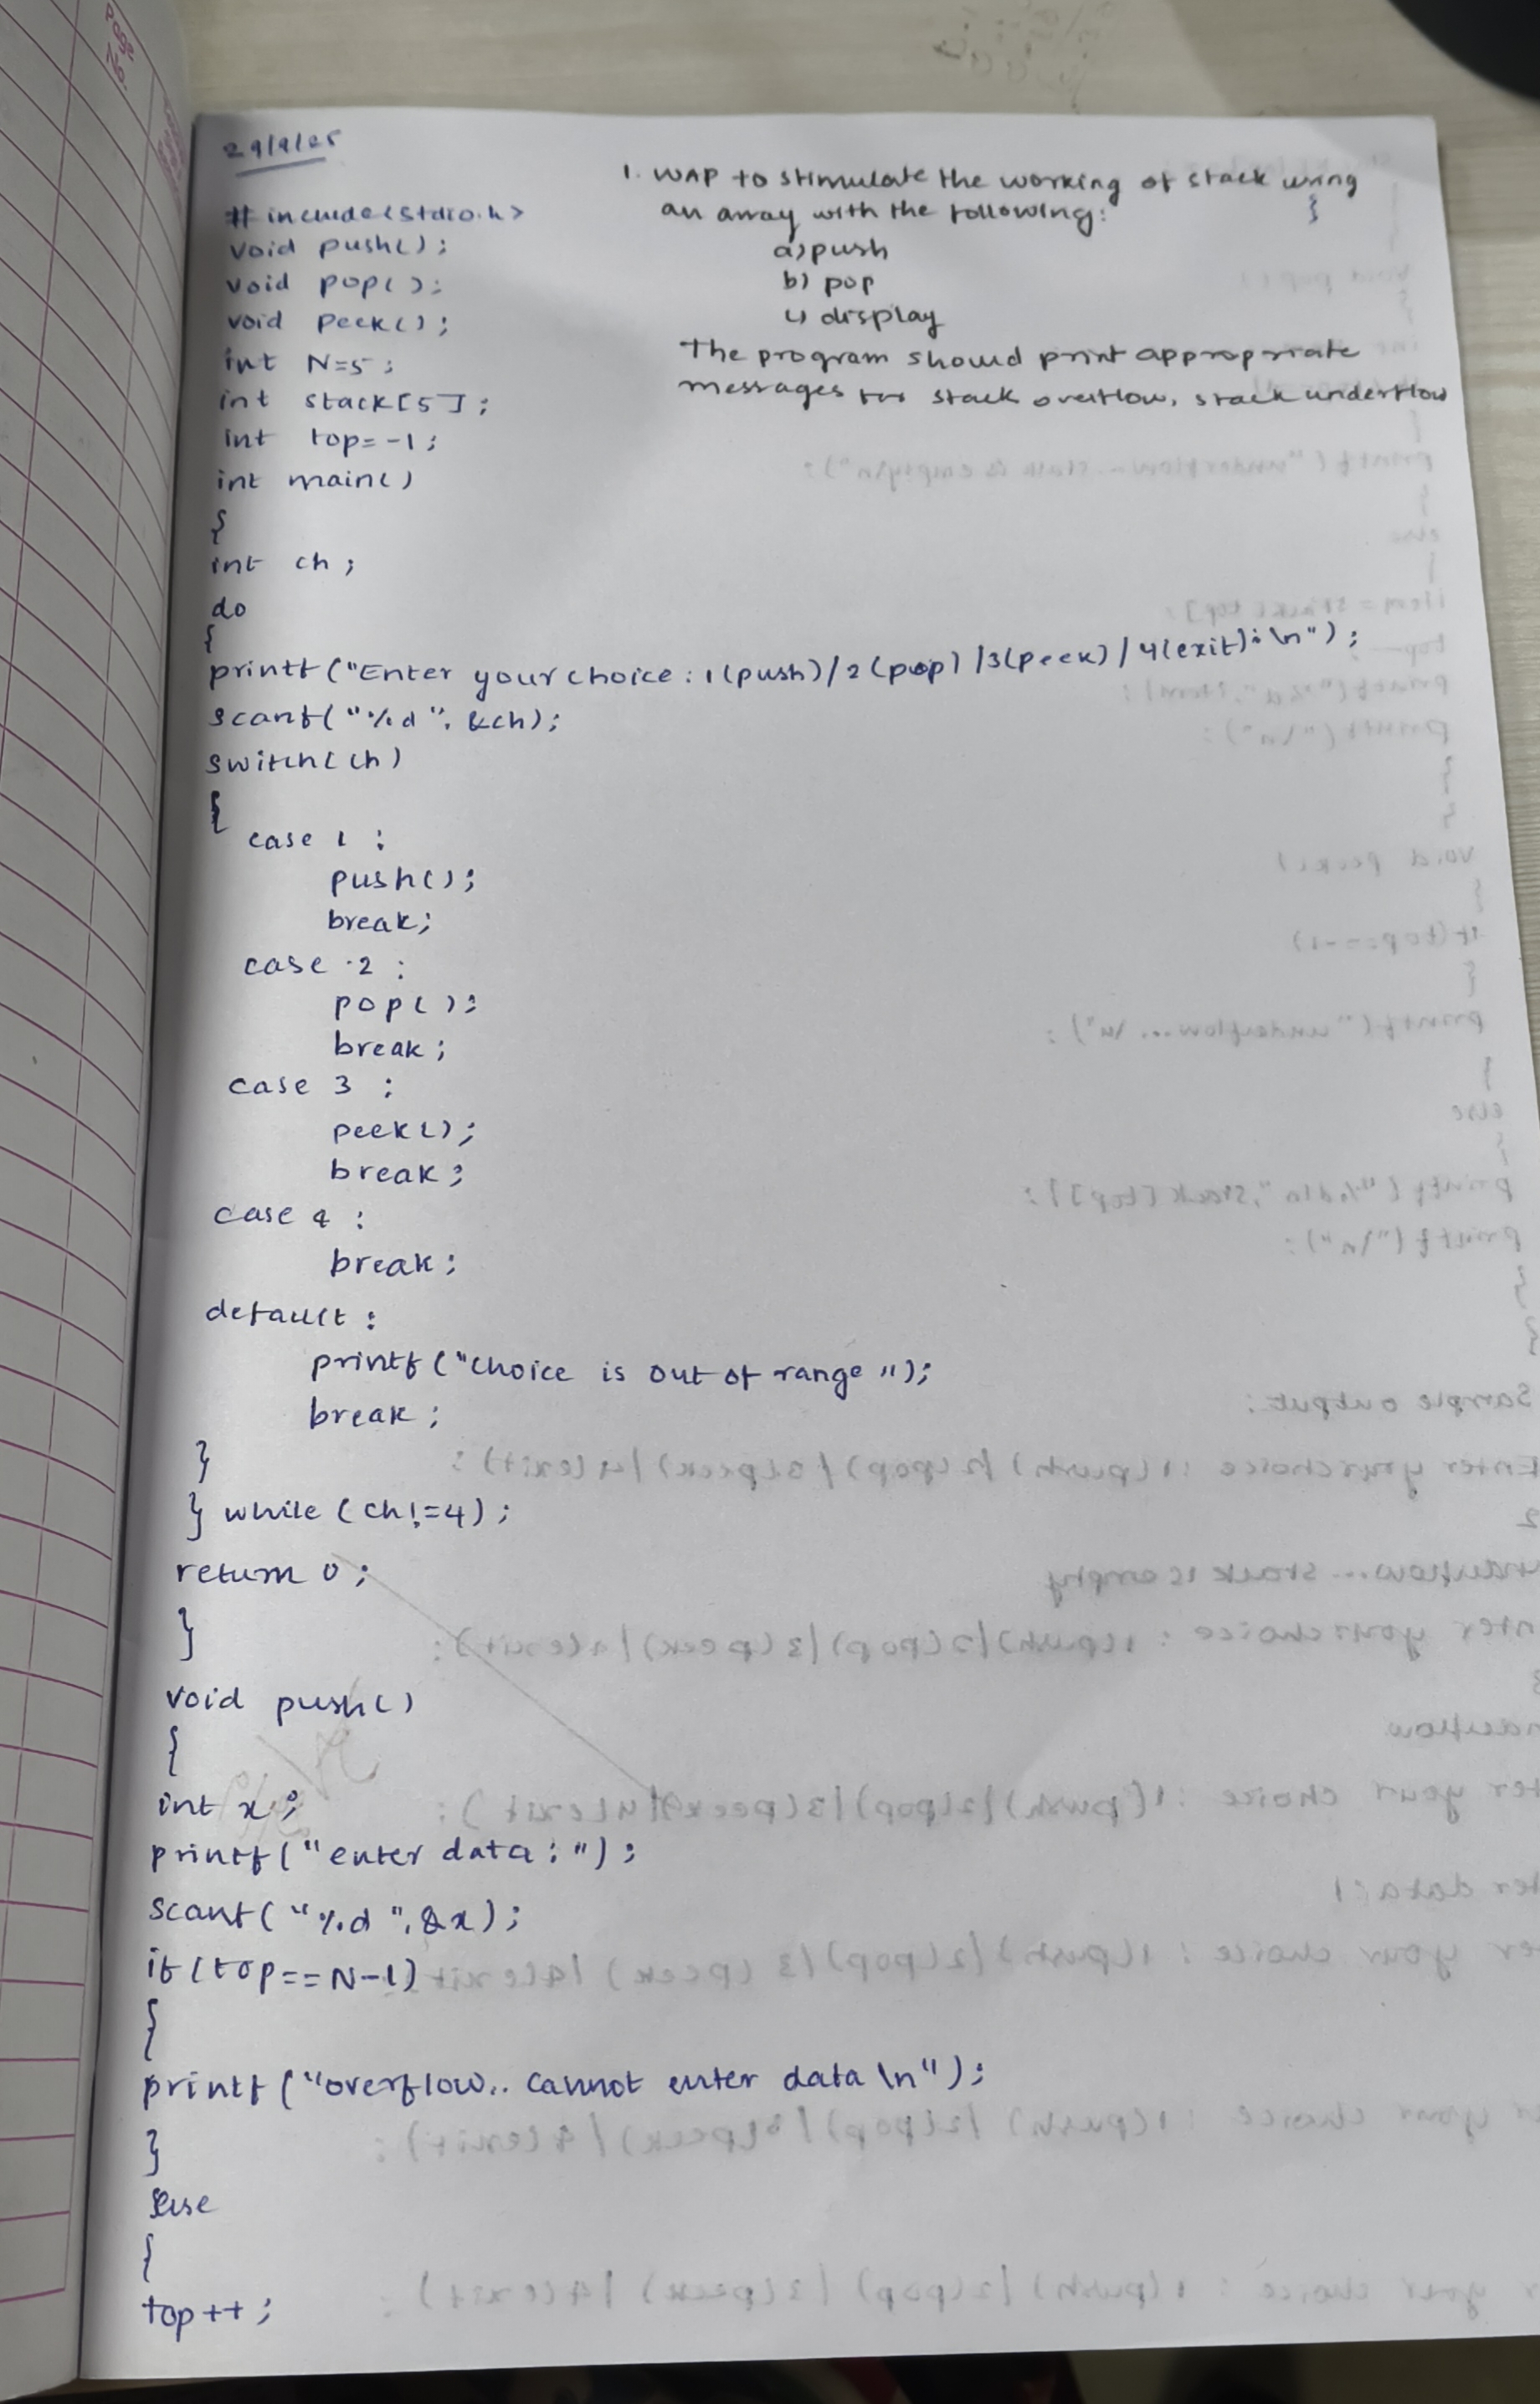 29/9/25
1. WAP to stimulate the working of stack using
an array with the following:
a) push
b) pop
c) display
The program should print appropriate
messages for stack overflow, stack underflow
#include<stdio.h>
void push();
void pop();
void peek();
int N=5;
int stack[5];
int top=-1;
int main()
{
int ch;
do
{
printf("Enter your choice: 1(push)/2(pop)/3(peek)/4(exit):\n");
scanf("%d", &ch);
switch(ch)
{
case 1:
push();
break;
case 2:
pop();
break;
case 3:
peek();
break;
case 4:
break;
default:
printf("choice is out of range");
break;
}
} while (ch!=4);
return 0;
}
void push()
{
int x;
printf("enter data:");
scanf("%d", &x);
if(top==N-1)
{
printf("overflow.. cannot enter data\n");
}
else
{
top++;